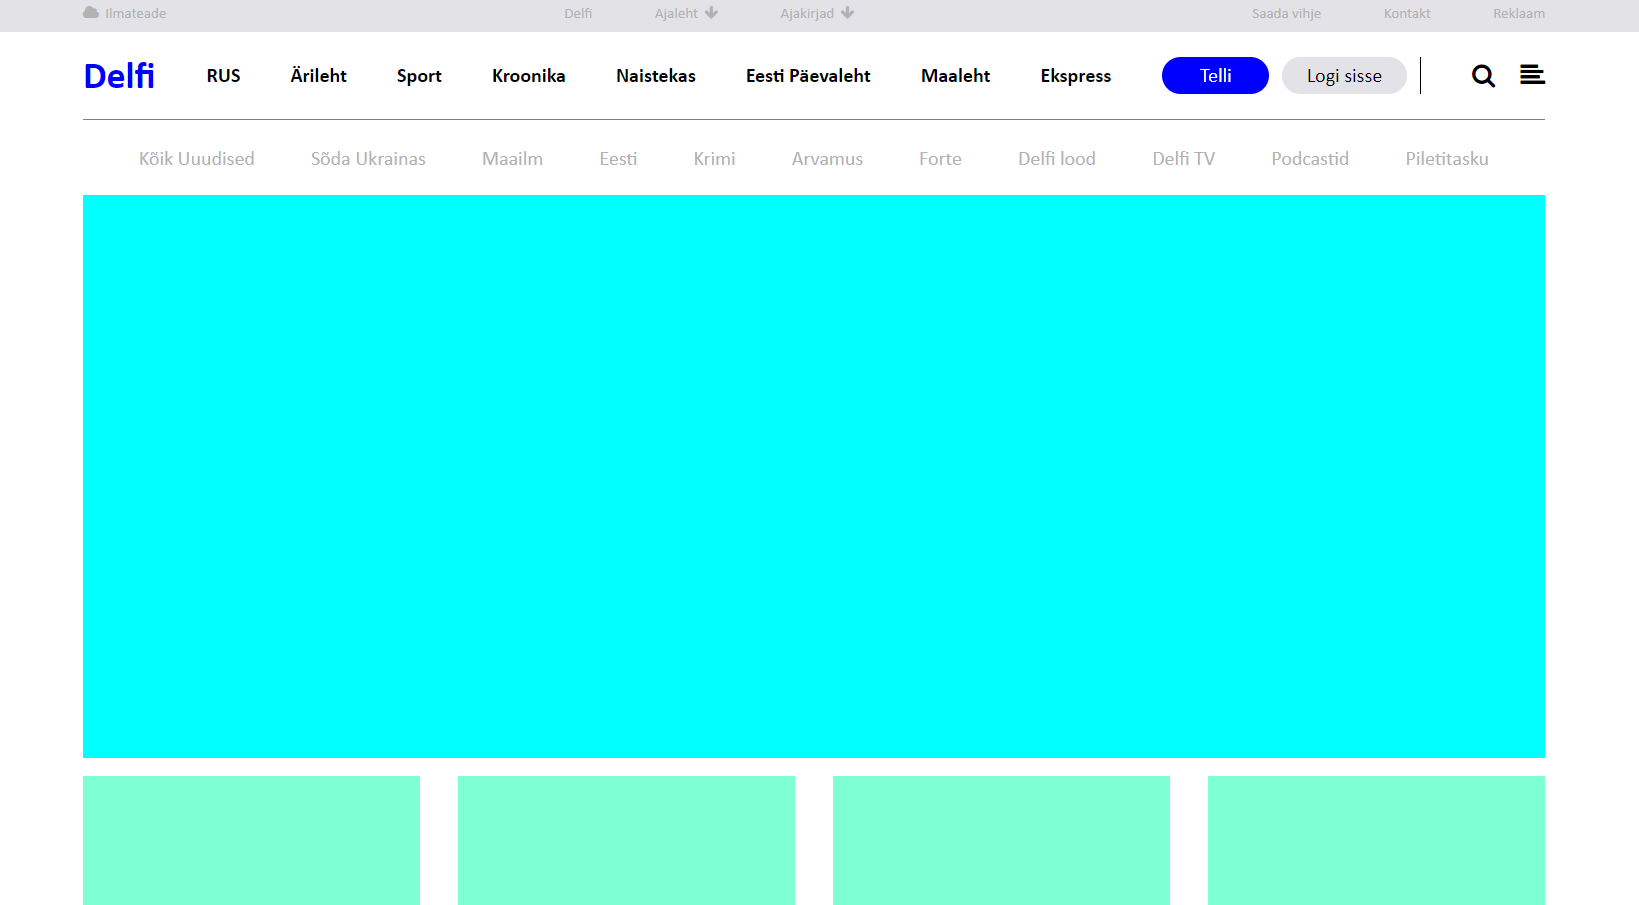 Ilmateade Delfi Ajaleht Ajakirjad Saada vihje Kontakt Reklaam
Delfi RUS Ärileht Sport Kroonika Naistekas Eesti Päevaleht Maaleht Ekspress Telli Logi sisse
Kõik Uuudised Sõda Ukrainas Maailm Eesti Krimi Arvamus Forte Delfi lood Delfi TV Podcastid Piletitasku